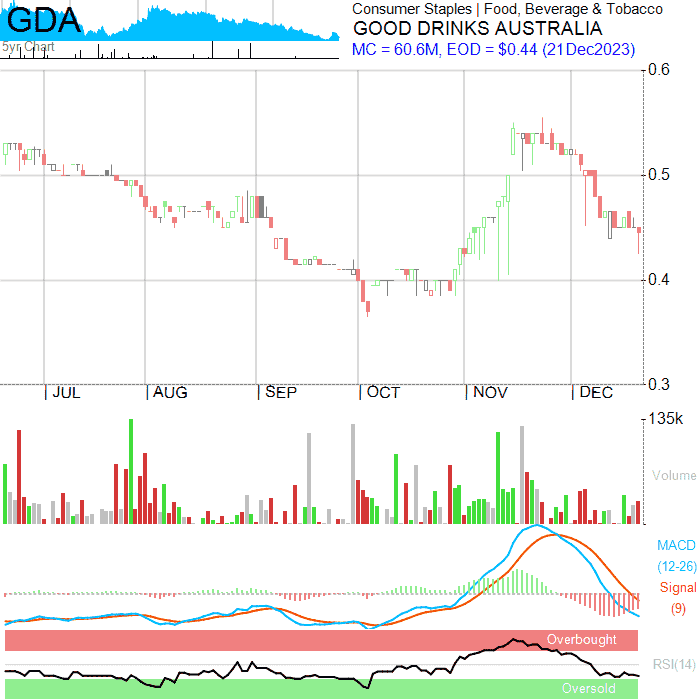 GDA
5yr Chart
Consumer Staples | Food, Beverage & Tobacco
GOOD DRINKS AUSTRALIA
MC = 60.6M, EOD = $0.44 (21Dec2023)
0.6
0.5
0.4
0.3
JUL AUG SEP OCT NOV DEC
135k
Volume
MACD
(12-26)
Signal
(9)
Overbought
RSI(14)
Oversold